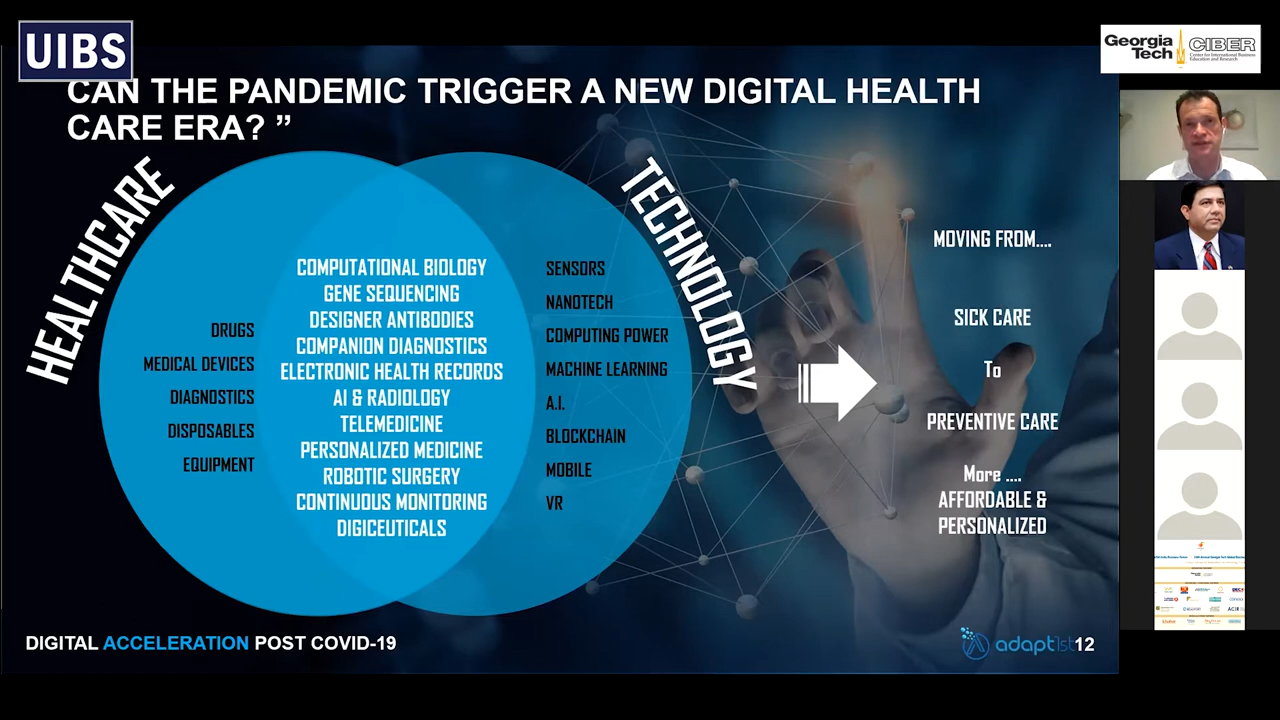 UIBS
Georgia
Tech
CIBER
Center for International Business
Education and Research
CAN THE PANDEMIC TRIGGER A NEW DIGITAL HEALTH
CARE ERA? ”
HEALTHCARE
TECHNOLOGY
DRUGS
MEDICAL DEVICES
DIAGNOSTICS
DISPOSABLES
EQUIPMENT
COMPUTATIONAL BIOLOGY
GENE SEQUENCING
DESIGNER ANTIBODIES
COMPANION DIAGNOSTICS
ELECTRONIC HEALTH RECORDS
AI & RADIOLOGY
TELEMEDICINE
PERSONALIZED MEDICINE
ROBOTIC SURGERY
CONTINUOUS MONITORING
DIGICEUTICALS
SENSORS
NANOTECH
COMPUTING POWER
MACHINE LEARNING
A.I.
BLOCKCHAIN
MOBILE
VR
MOVING FROM....
SICK CARE
To
PREVENTIVE CARE
More ....
AFFORDABLE &
PERSONALIZED
DIGITAL ACCELERATION POST COVID-19
adapt1st
12